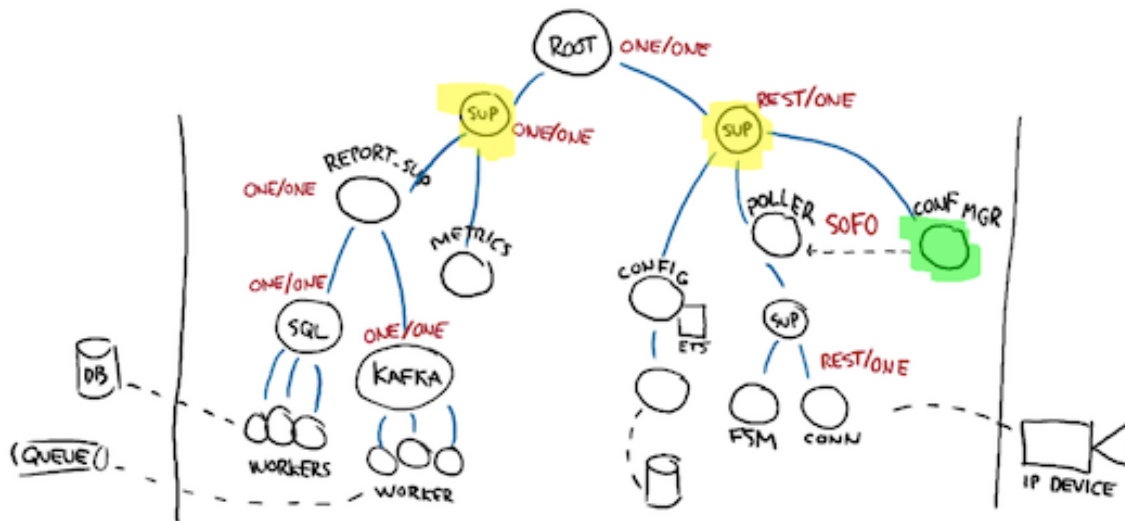 ROOT
ONE/ONE
SUP
ONE/ONE
REST/ONE
SUP
REPORT_SUP
ONE/ONE
METRICS
POLLER
SOFO
CONF MGR
CONFIG
ETS
ONE/ONE
SQL
ONE/ONE
KAFKA
SUP
REST/ONE
DB
QUEUE
WORKERS
WORKER
FSM
CONN
IP DEVICE